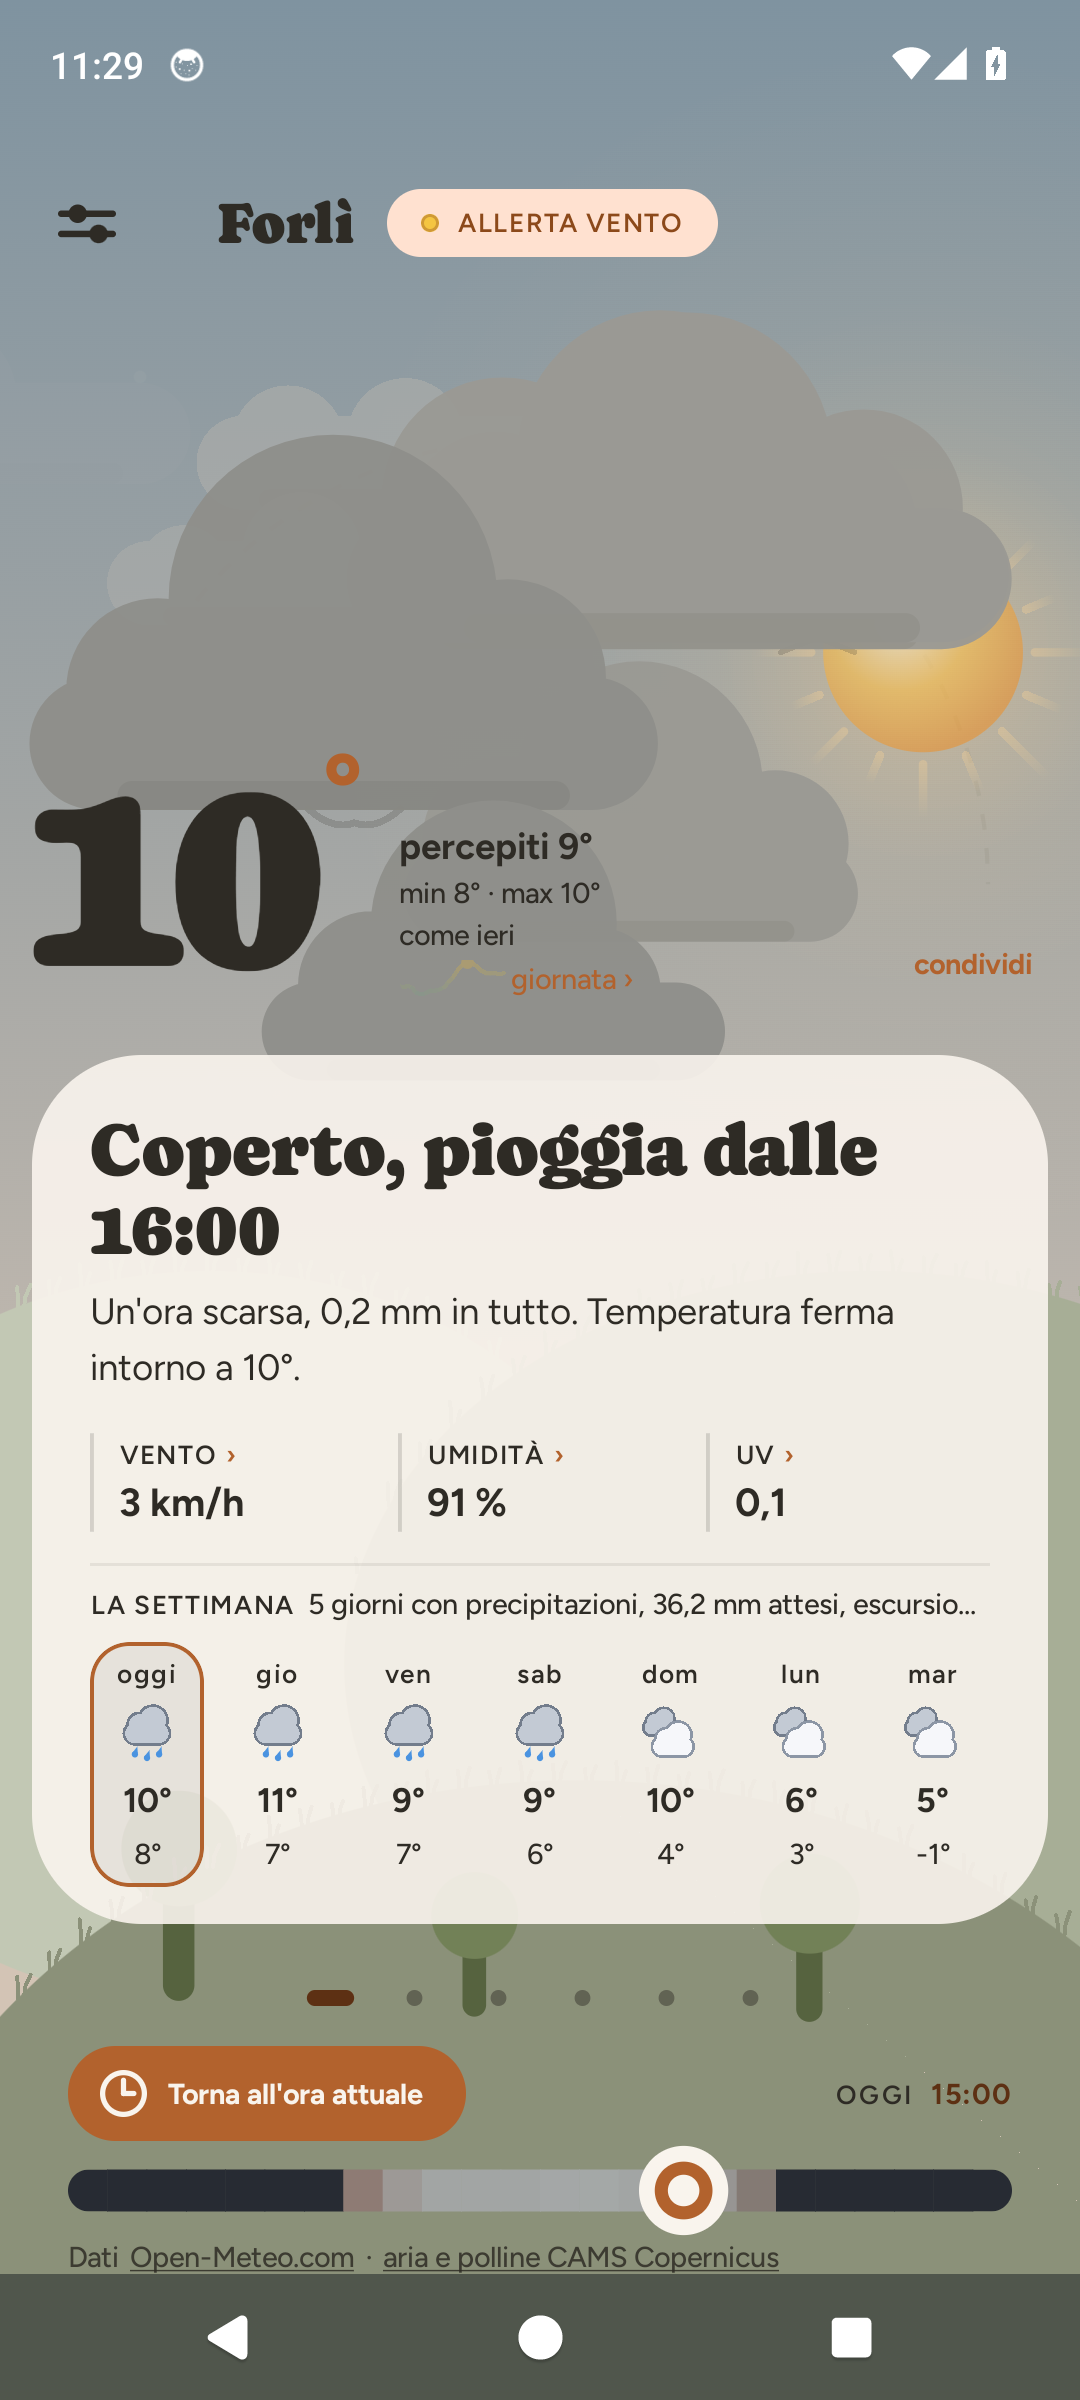 11:29
Forlì
ALLERTA VENTO
10
percepiti 9°
min 8° · max 10°
come ieri
giornata ›
condividi
Coperto, pioggia dalle
16:00
Un'ora scarsa, 0,2 mm in tutto. Temperatura ferma
intorno a 10°.
VENTO › UMIDITÀ › UV ›
3 km/h 91 % 0,1
LA SETTIMANA 5 giorni con precipitazioni, 36,2 mm attesi, escursio...
oggi gio ven sab dom lun mar
10° 11° 9° 9° 10° 6° 5°
8° 7° 7° 6° 4° 3° -1°
Torna all'ora attuale
OGGI 15:00
Dati Open-Meteo.com · aria e polline CAMS Copernicus